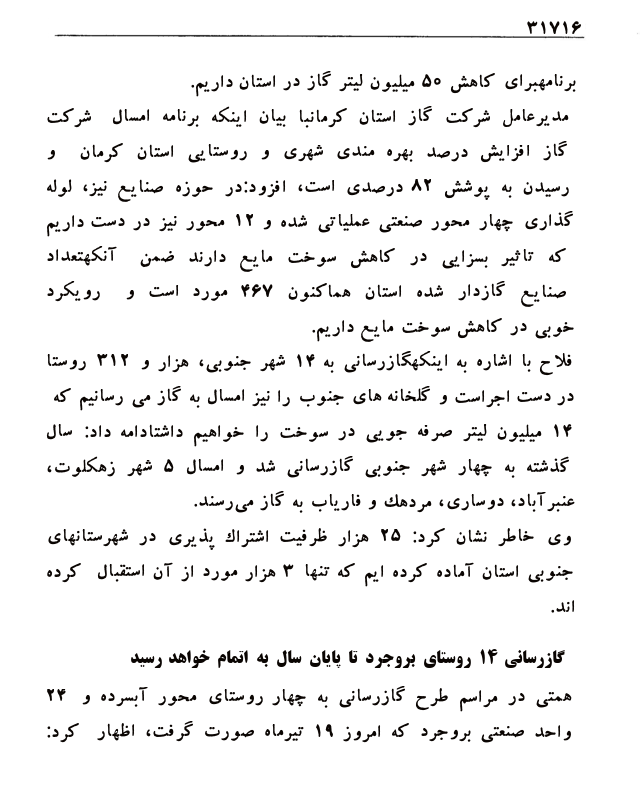 ۳۱۷۱۶
برنامهبرای کاهش ۵۰ میلیون لیتر گاز در استان داریم.
مدیرعامل شرکت گاز استان کرمانبا بیان اینکه برنامه امسال شرکت
گاز افزایش درصد بهره مندی شهری و روستایی استان کرمان و
رسیدن به پوشش ۸۲ درصدی است، افزود:در حوزه صنایع نیز، لوله
گذاری چهار محور صنعتی عملیاتی شده و ۱۲ محور نیز در دست داریم
که تاثیر بسزایی در کاهش سوخت مایع دارند ضمن آنکهتعداد
صنایع گازدار شده استان هماکنون ۴۶۷ مورد است و رویکرد
خوبی در کاهش سوخت مایع داریم.
فلاح با اشاره به اینکهگازرسانی به ۱۴ شهر جنوبی، هزار و ۳۱۲ روستا
در دست اجراست و گلخانه های جنوب را نیز امسال به گاز می رسانیم که
۱۴ میلیون لیتر صرفه جویی در سوخت را خواهیم داشتادامه داد: سال
گذشته به چهار شهر جنوبی گازرسانی شد و امسال ۵ شهر زهکلوت،
عنبرآباد، دوساری، مردهك و فاریاب به گاز می‌رسند.
وی خاطر نشان کرد: ۲۵ هزار ظرفیت اشتراك پذیری در شهرستانهای
جنوبی استان آماده کرده ایم که تنها ۳ هزار مورد از آن استقبال کرده
اند.
گازرسانی ۱۴ روستای بروجرد تا پایان سال به اتمام خواهد رسید
همتی در مراسم طرح گازرسانی به چهار روستای محور آبسرده و ۲۴
واحد صنعتی بروجرد که امروز ۱۹ تیرماه صورت گرفت، اظهار کرد: